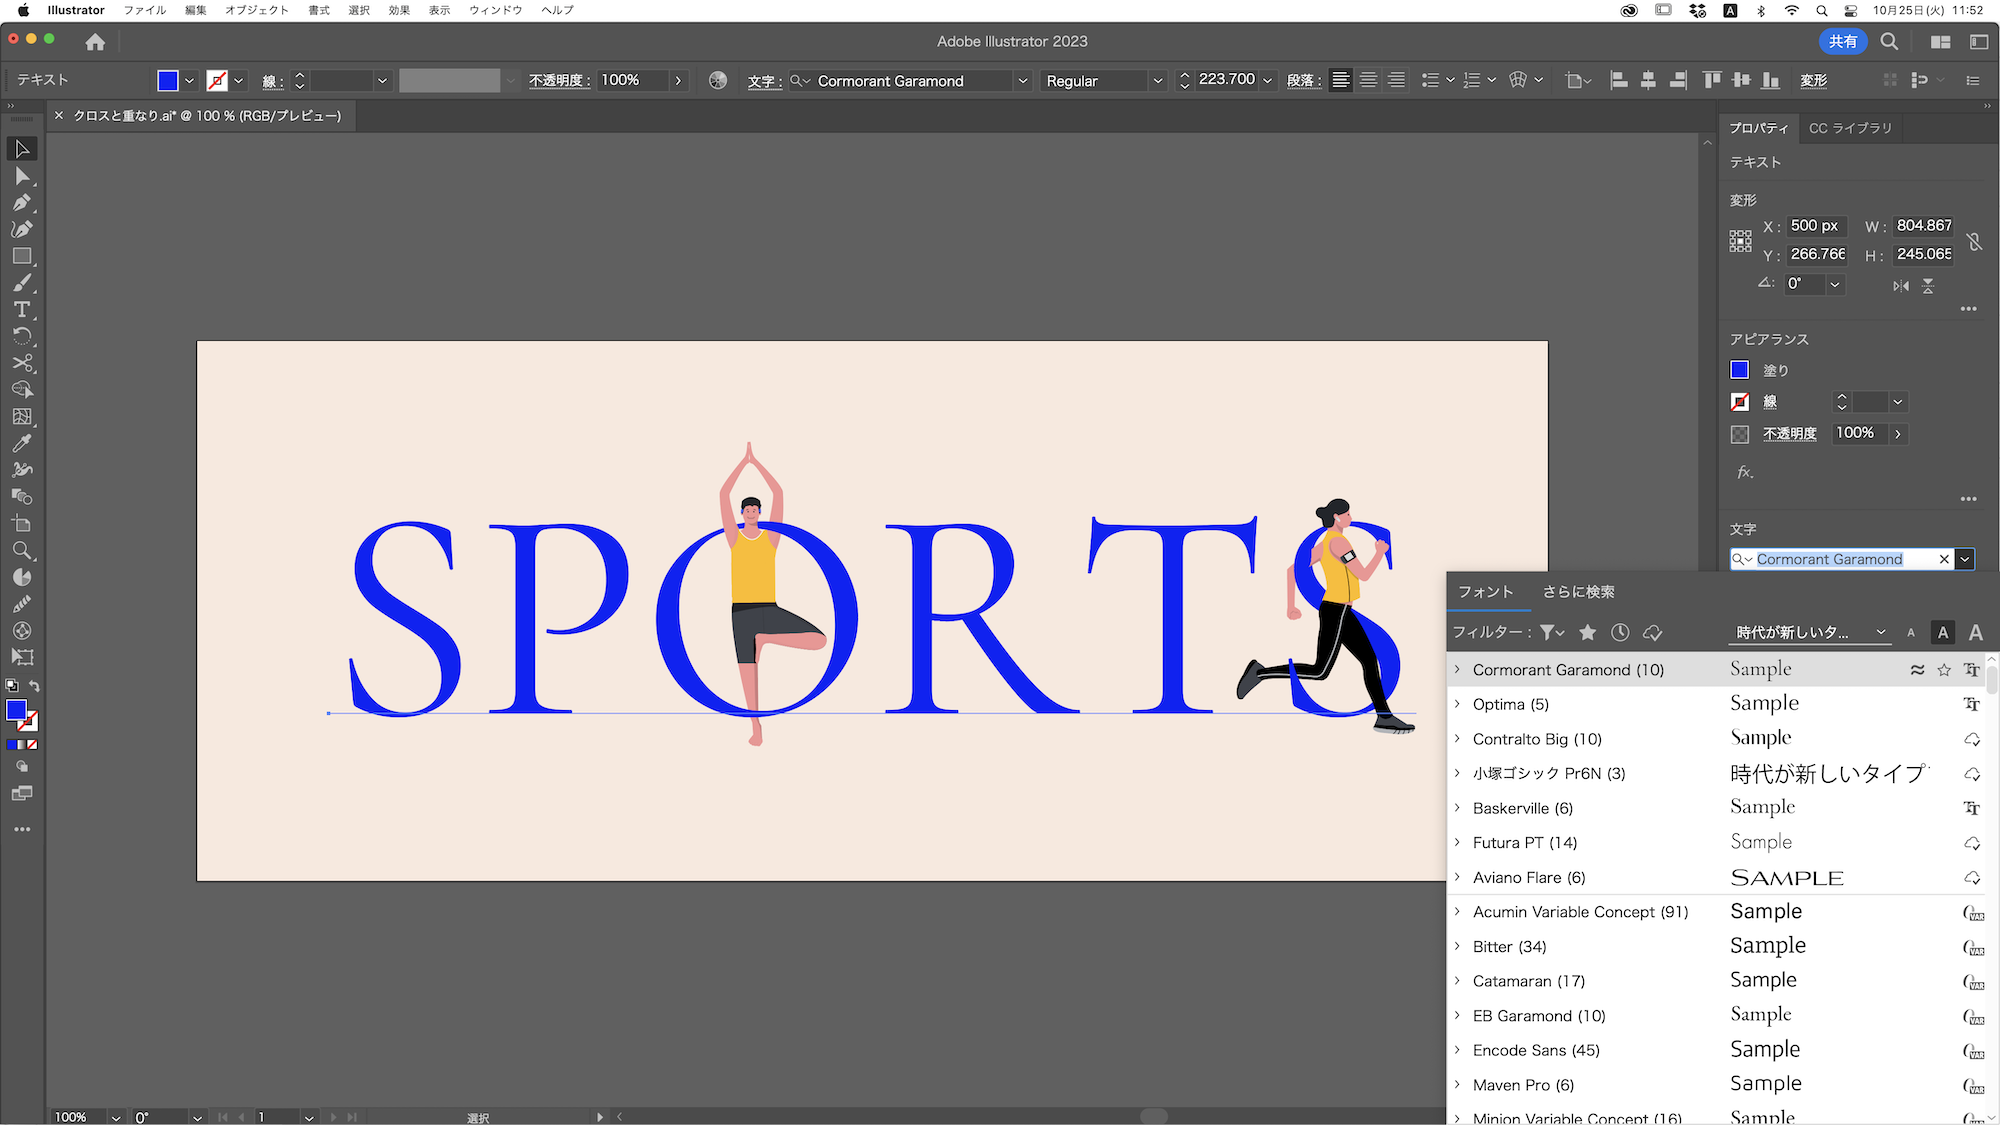 Illustrator ファイル 編集 オブジェクト 書式 選択 効果 表示 ウィンドウ ヘルプ A 10月25日(火) 11:52
Adobe Illustrator 2023 共有
テキスト 線 : 不透明度 : 100% 文字 : Cormorant Garamond Regular 223.700 段落 : 変形
× クロスと重なり.ai* @ 100 % (RGB/プレビュー)
プロパティ CC ライブラリ
テキスト
変形
X : 500 px W : 804.867
Y : 266.766 H : 245.065
0°
アピアランス
塗り
線
不透明度 100%
fx.
文字
Cormorant Garamond
SPORTS
フォント さらに検索
フィルター : 時代が新しいタ... A A A
Cormorant Garamond (10) Sample
Optima (5) Sample
Contralto Big (10) Sample
小塚ゴシック Pr6N (3) 時代が新しいタイプ
Baskerville (6) Sample
Futura PT (14) Sample
Aviano Flare (6) SAMPLE
Acumin Variable Concept (91) Sample
Bitter (34) Sample
Catamaran (17) Sample
EB Garamond (10) Sample
Encode Sans (45) Sample
Maven Pro (6) Sample
Minion Variable Concept (16) Sample
100% 0° 1 選択